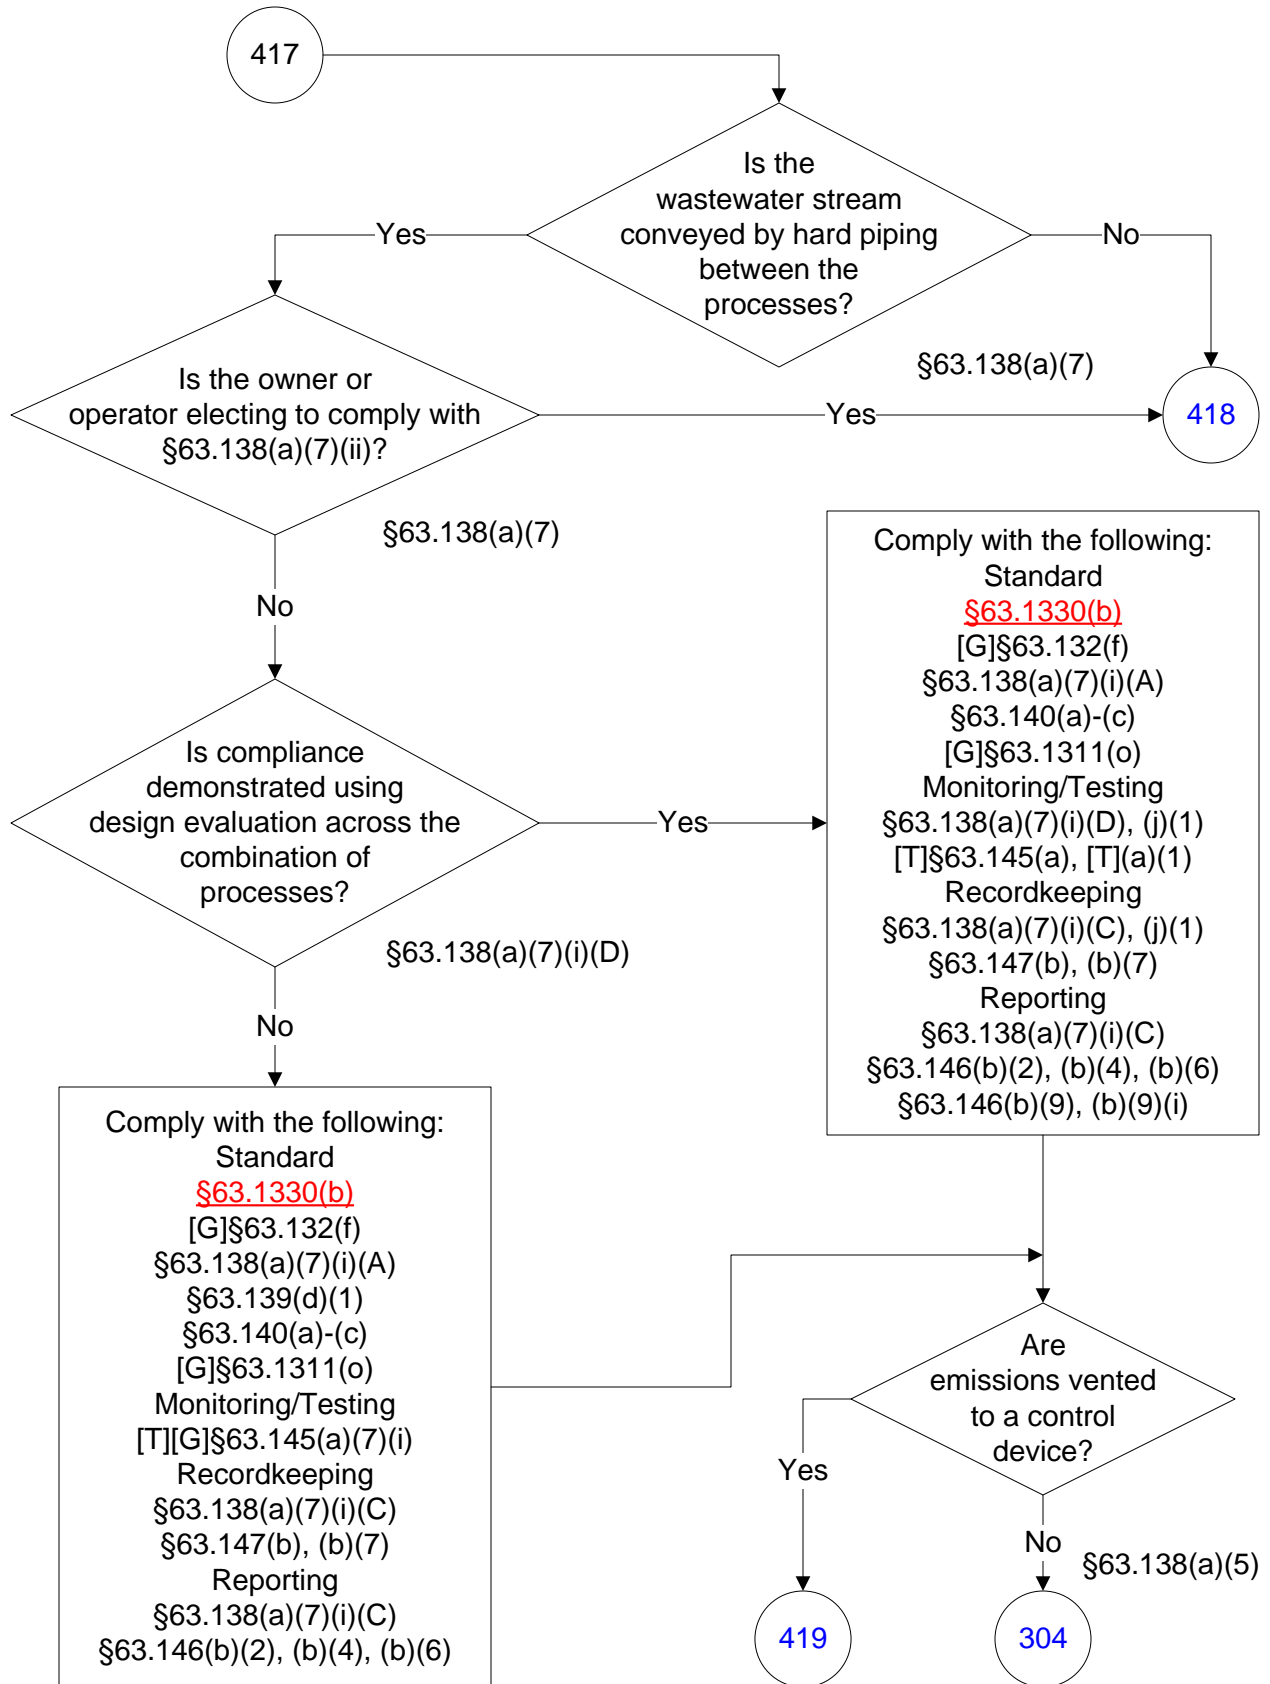 417
Is the
wastewater stream
conveyed by hard piping
between the
processes?
Yes
No
§63.138(a)(7)
Is the owner or
operator electing to comply with
§63.138(a)(7)(ii)?
Yes
418
§63.138(a)(7)
No
Comply with the following:
Standard
§63.1330(b)
[G]§63.132(f)
§63.138(a)(7)(i)(A)
§63.140(a)-(c)
[G]§63.1311(o)
Monitoring/Testing
§63.138(a)(7)(i)(D), (j)(1)
[T]§63.145(a), [T](a)(1)
Recordkeeping
§63.138(a)(7)(i)(C), (j)(1)
§63.147(b), (b)(7)
Reporting
§63.138(a)(7)(i)(C)
§63.146(b)(2), (b)(4), (b)(6)
§63.146(b)(9), (b)(9)(i)
Is compliance
demonstrated using
design evaluation across the
combination of
processes?
Yes
§63.138(a)(7)(i)(D)
No
Comply with the following:
Standard
§63.1330(b)
[G]§63.132(f)
§63.138(a)(7)(i)(A)
§63.139(d)(1)
§63.140(a)-(c)
[G]§63.1311(o)
Monitoring/Testing
[T][G]§63.145(a)(7)(i)
Recordkeeping
§63.138(a)(7)(i)(C)
§63.147(b), (b)(7)
Reporting
§63.138(a)(7)(i)(C)
§63.146(b)(2), (b)(4), (b)(6)
Are
emissions vented
to a control
device?
Yes
No
§63.138(a)(5)
419
304